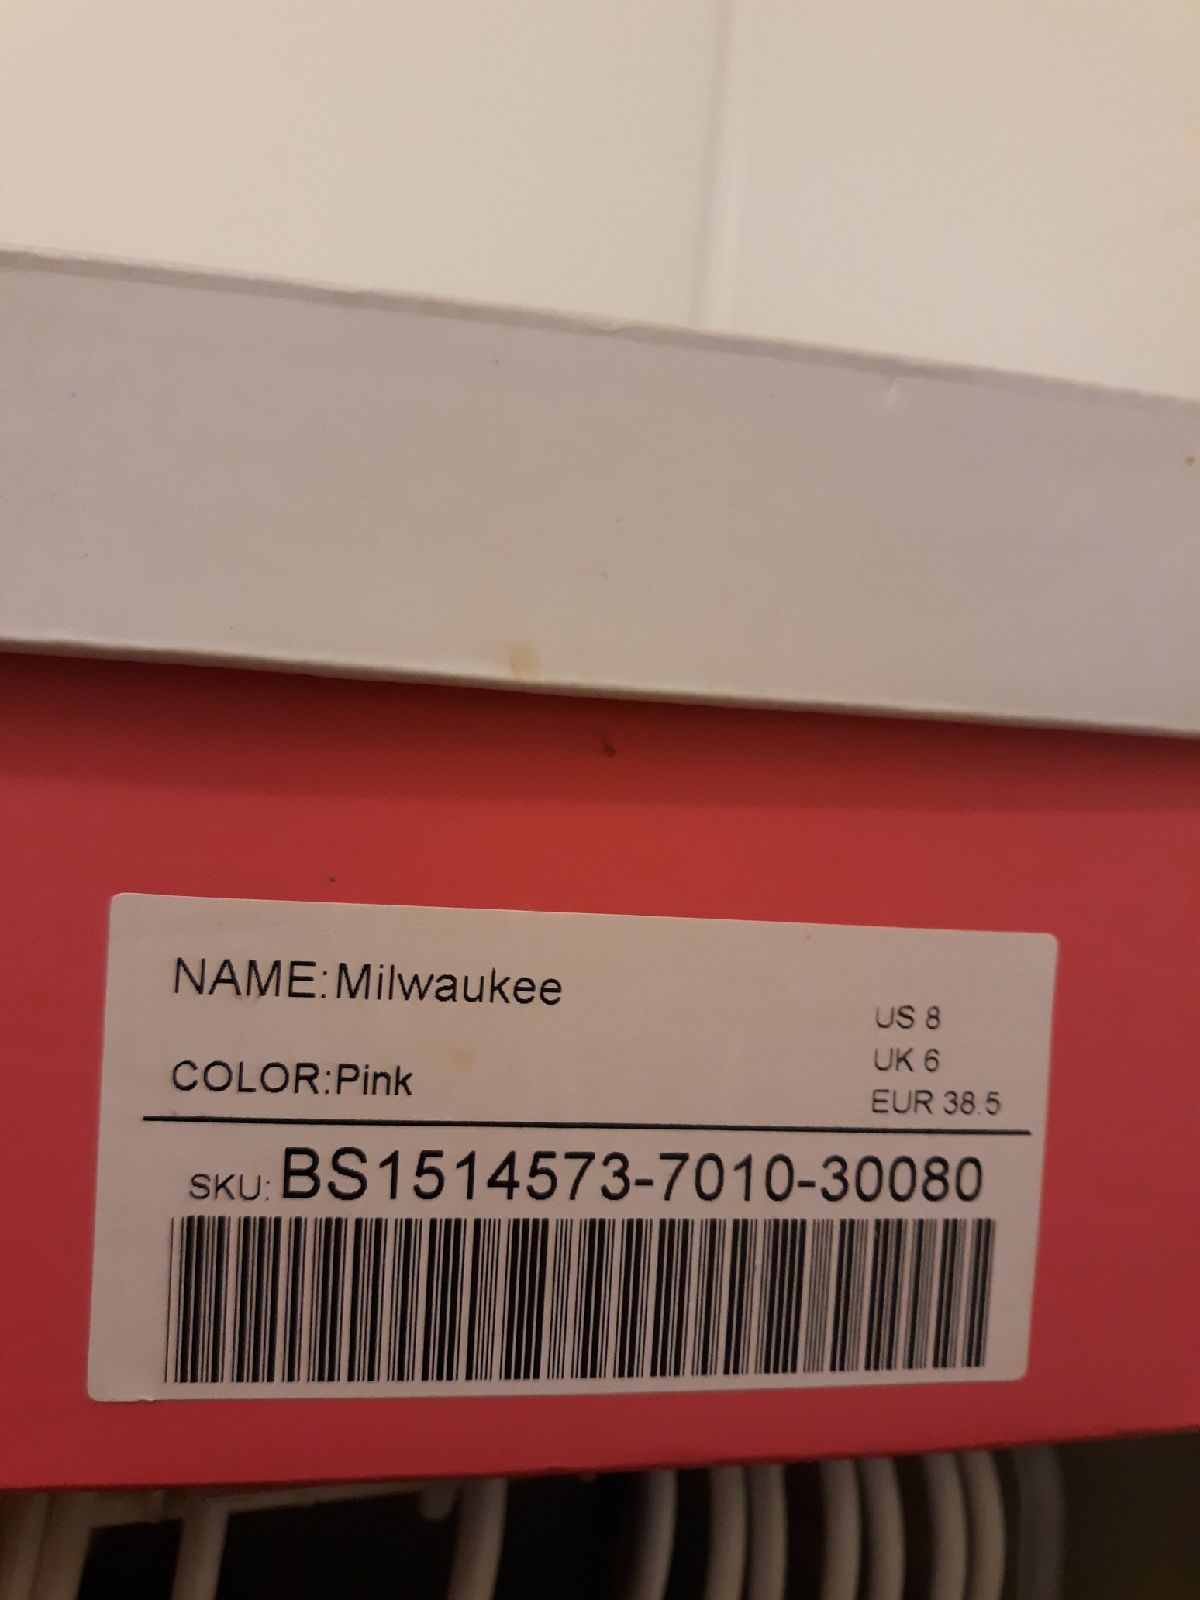 NAME:Milwaukee
COLOR:Pink
US 8
UK 6
EUR 38.5
SKU: BS1514573-7010-30080